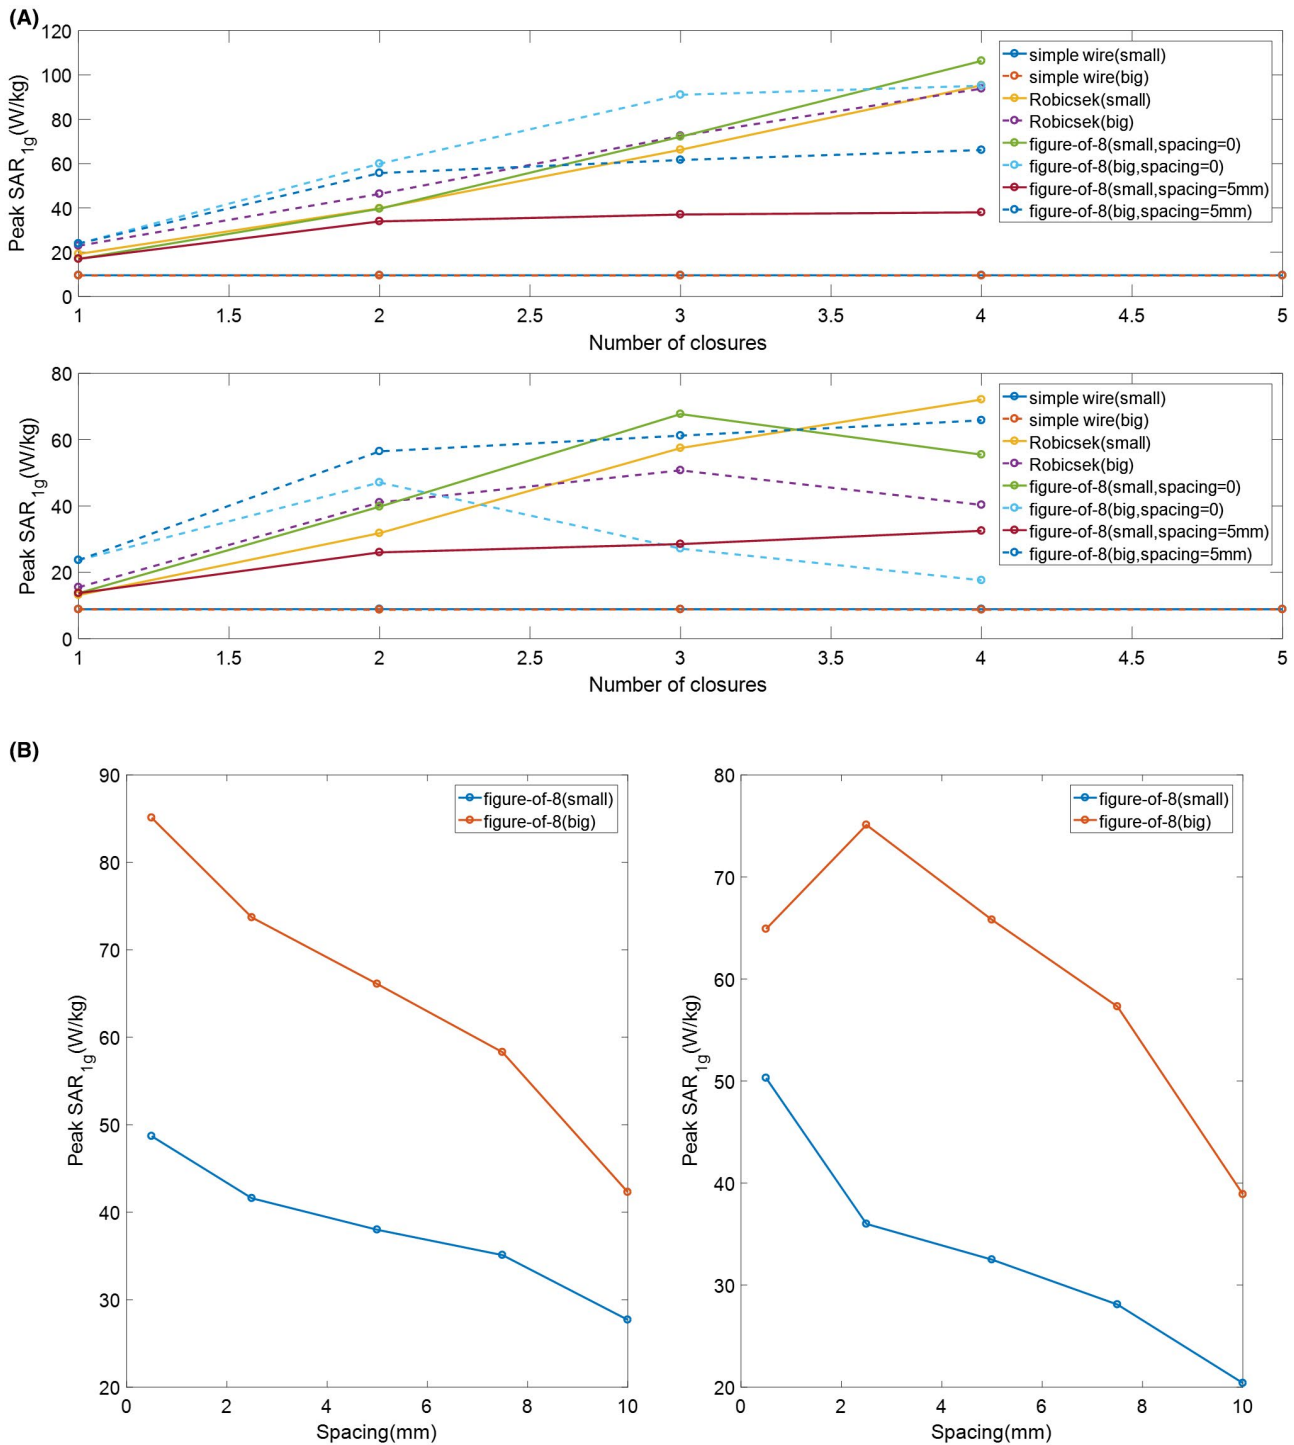 (A)
120
100
80
60
40
20
0
Peak SAR1g(W/kg)
1 1.5 2 2.5 3 3.5 4 4.5 5
Number of closures
simple wire(small)
simple wire(big)
Robicsek(small)
Robicsek(big)
figure-of-8(small,spacing=0)
figure-of-8(big,spacing=0)
figure-of-8(small,spacing=5mm)
figure-of-8(big,spacing=5mm)
80
60
40
20
0
Peak SAR1g(W/kg)
1 1.5 2 2.5 3 3.5 4 4.5 5
Number of closures
simple wire(small)
simple wire(big)
Robicsek(small)
Robicsek(big)
figure-of-8(small,spacing=0)
figure-of-8(big,spacing=0)
figure-of-8(small,spacing=5mm)
figure-of-8(big,spacing=5mm)
(B)
90
80
70
60
50
40
30
20
Peak SAR1g(W/kg)
0 2 4 6 8 10
Spacing(mm)
figure-of-8(small)
figure-of-8(big)
80
70
60
50
40
30
20
Peak SAR1g(W/kg)
0 2 4 6 8 10
Spacing(mm)
figure-of-8(small)
figure-of-8(big)